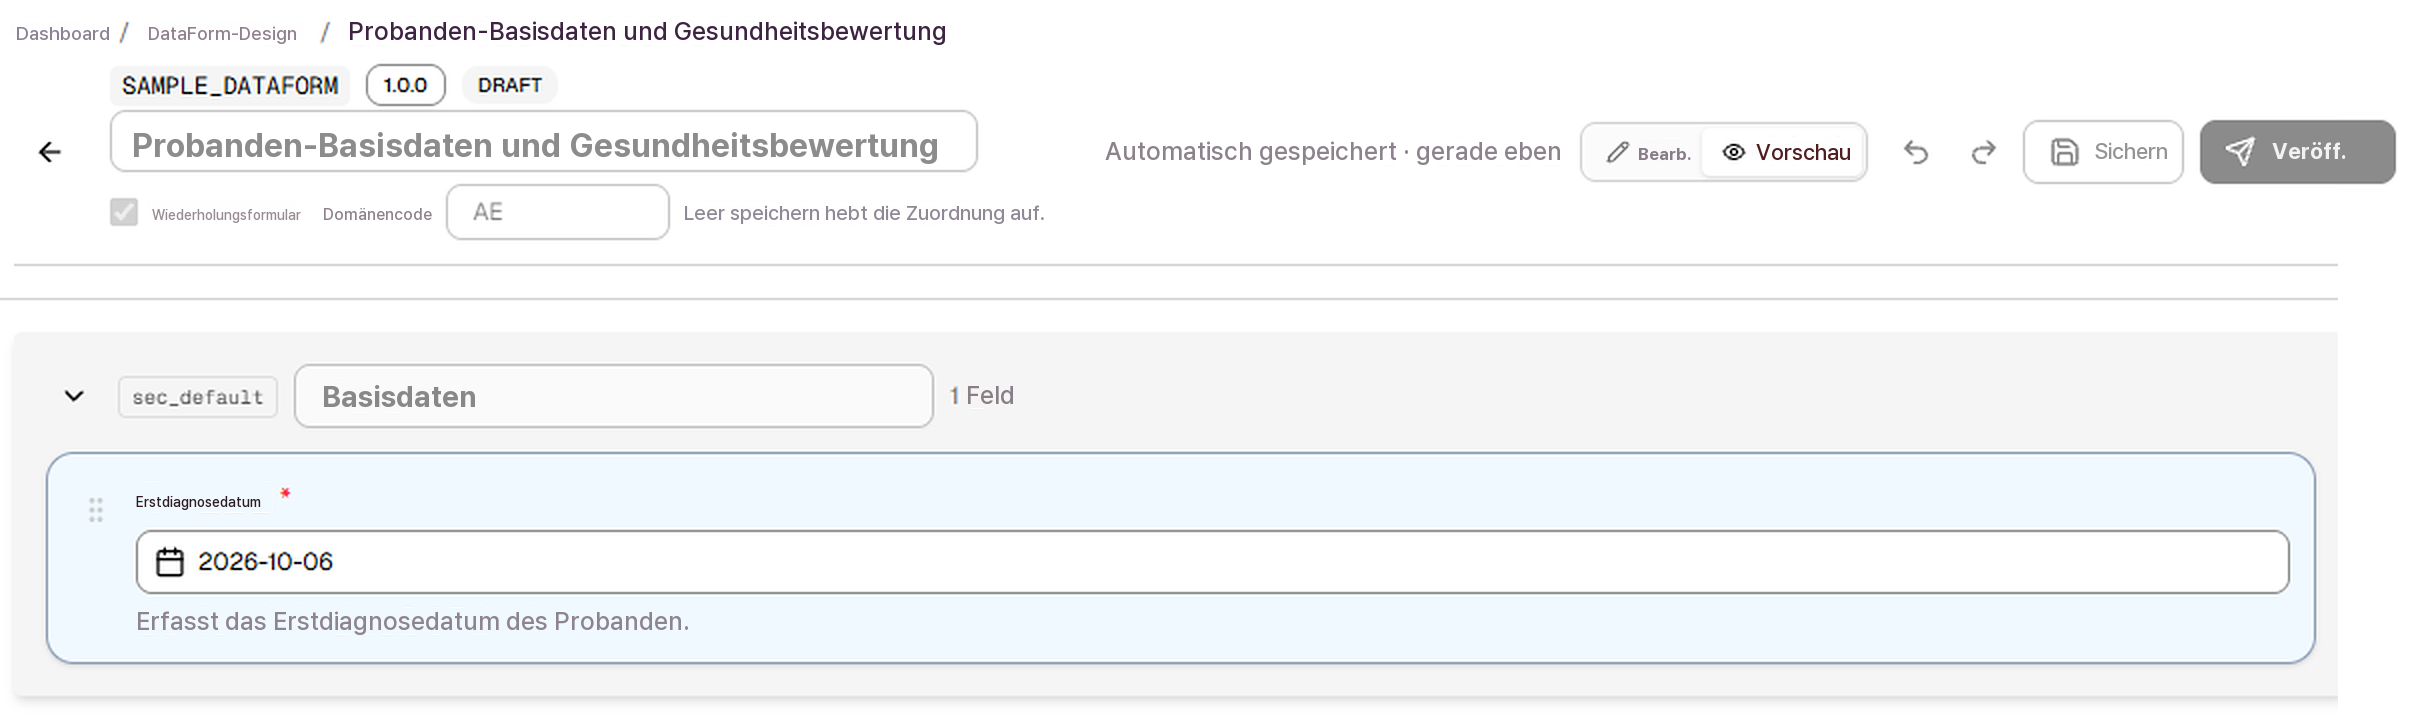 Dashboard / DataForm-Design / Probanden-Basisdaten und Gesundheitsbewertung
SAMPLE_DATAFORM 1.0.0 DRAFT
Probanden-Basisdaten und Gesundheitsbewertung
Automatisch gespeichert · gerade eben Bearb. Vorschau Sichern Veröff.
Wiederholungsformular Domänencode AE Leer speichern hebt die Zuordnung auf.
sec_default Basisdaten 1 Feld
Erstdiagnosedatum *
2026-10-06
Erfasst das Erstdiagnosedatum des Probanden.